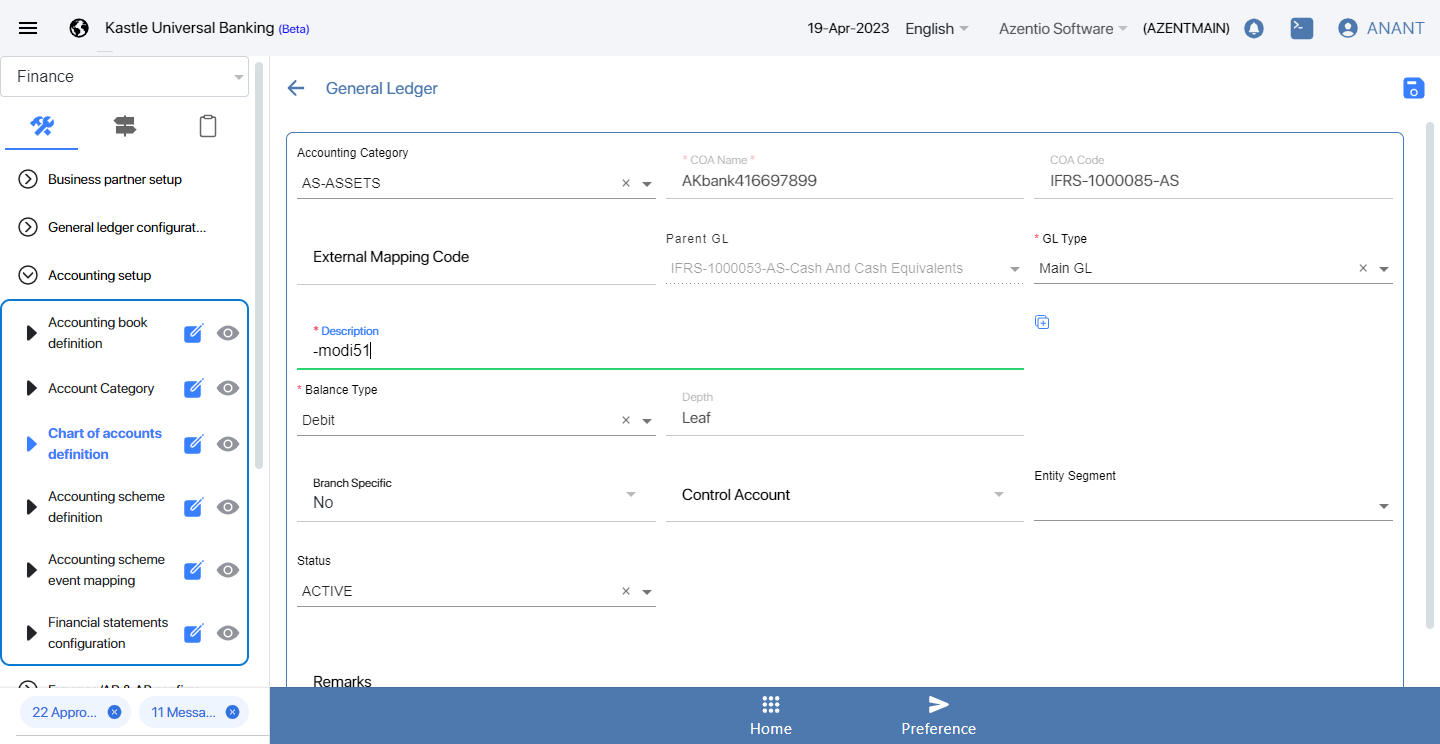 Kastle Universal Banking (Beta)
19-Apr-2023
English
Azentio Software
(AZENTMAIN)
ANANT
Finance
Business partner setup
General ledger configurat...
Accounting setup
Accounting book
definition
Account Category
Chart of accounts
definition
Accounting scheme
definition
Accounting scheme
event mapping
Financial statements
configuration
22 Appro...
11 Messa...
General Ledger
Accounting Category
AS-ASSETS
* COA Name *
AKbank416697899
COA Code
IFRS-1000085-AS
External Mapping Code
Parent GL
IFRS-1000053-AS-Cash And Cash Equivalents
* GL Type
Main GL
* Description
-modi51
* Balance Type
Debit
Depth
Leaf
Branch Specific
No
Control Account
Entity Segment
Status
ACTIVE
Remarks
Home
Preference